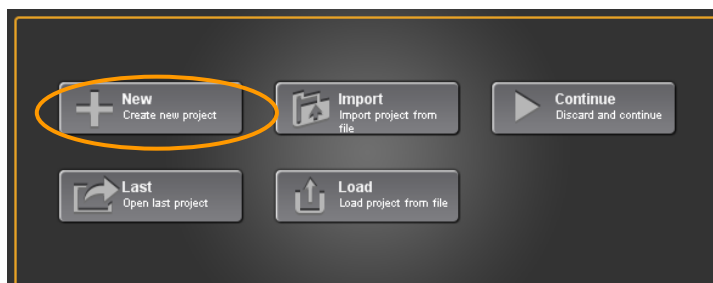 New
Create new project
Import
Import project from
file
Continue
Discard and continue
Last
Open last project
Load
Load project from file